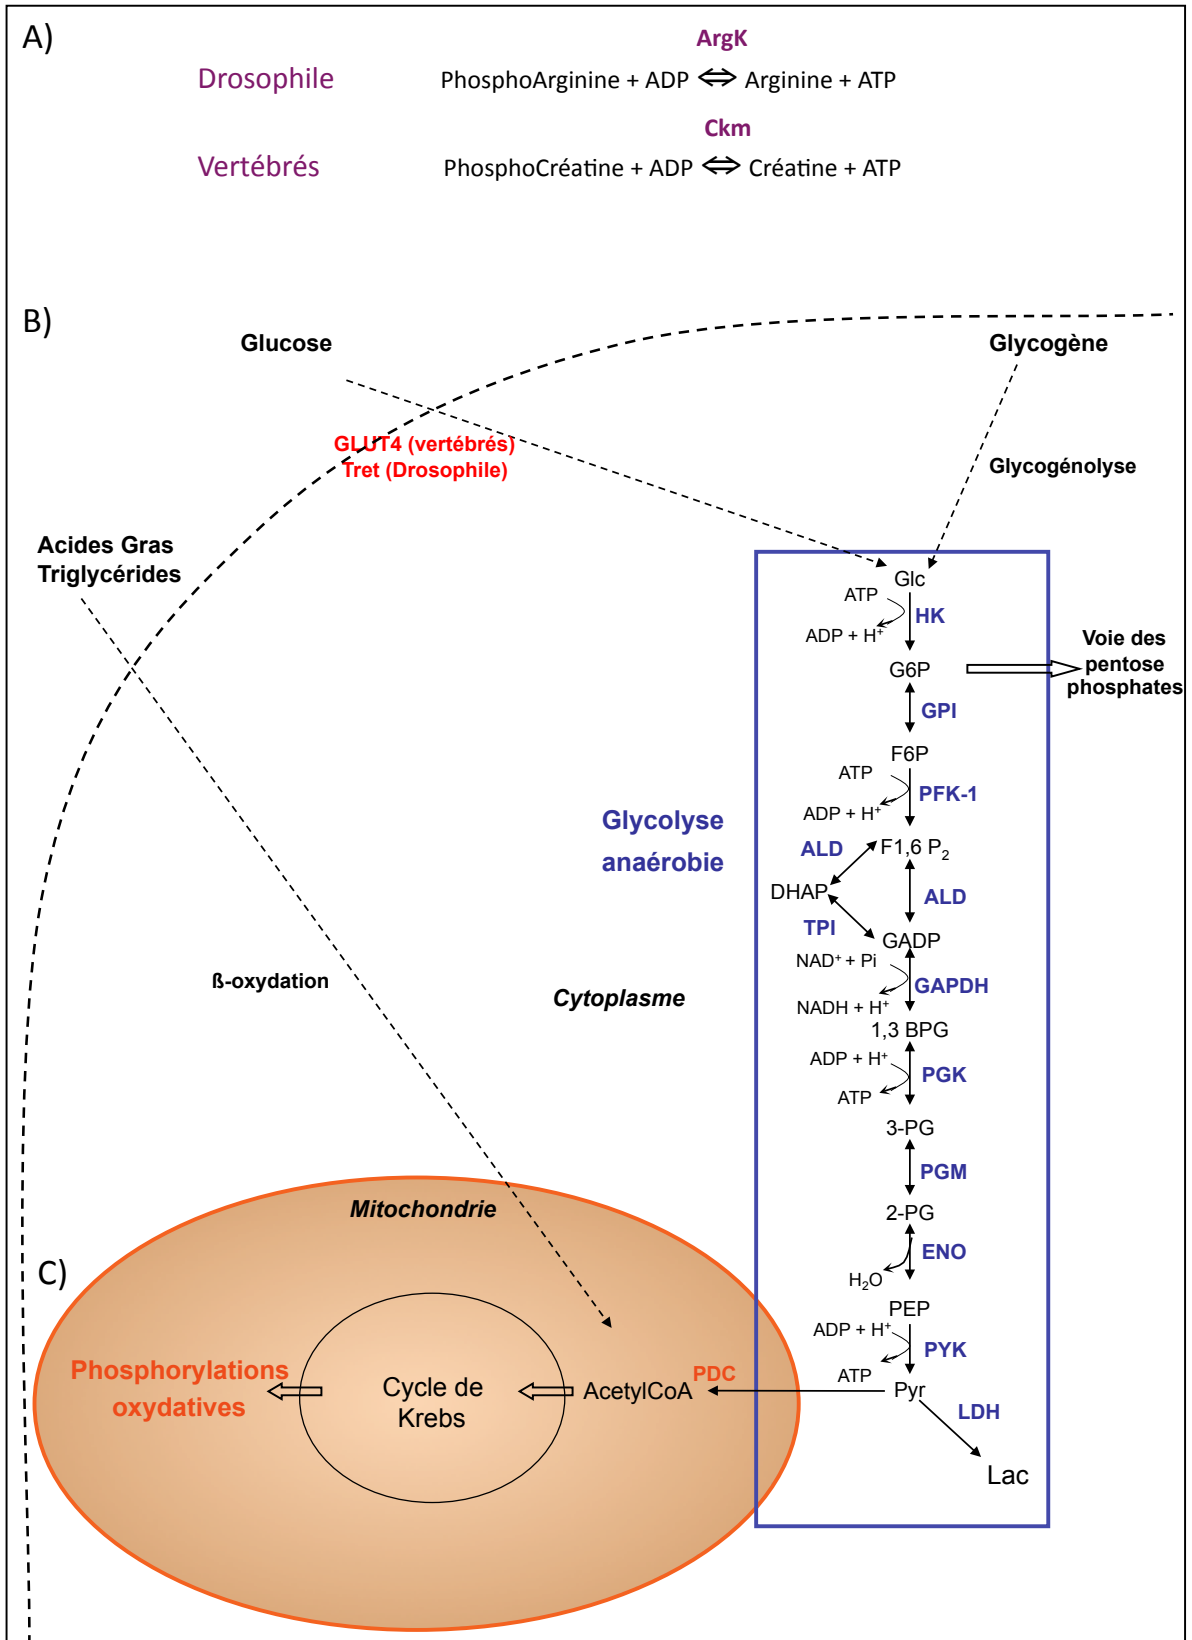 A)
ArgK
Drosophile
PhosphoArginine + ADP ⇔ Arginine + ATP
Ckm
Vertébrés
PhosphoCréatine + ADP ⇔ Créatine + ATP
B)
Glucose
Glycogène
GLUT4 (vertébrés)
Tret (Drosophile)
Glycogénolyse
Acides Gras
Triglycérides
Glc
ATP
HK
ADP + H⁺
G6P
Voie des
pentose
phosphates
GPI
F6P
ATP
PFK-1
ADP + H⁺
Glycolyse
anaérobie
ALD
F1,6 P₂
DHAP
ALD
TPI
GADP
NAD⁺ + Pi
GAPDH
NADH + H⁺
ß-oxydation
Cytoplasme
1,3 BPG
ADP + H⁺
PGK
ATP
3-PG
PGM
Mitochondrie
2-PG
ENO
C)
H₂O
PEP
ADP + H⁺
PYK
ATP
Phosphorylations
oxydatives
Cycle de
Krebs
AcetylCoA
PDC
Pyr
LDH
Lac